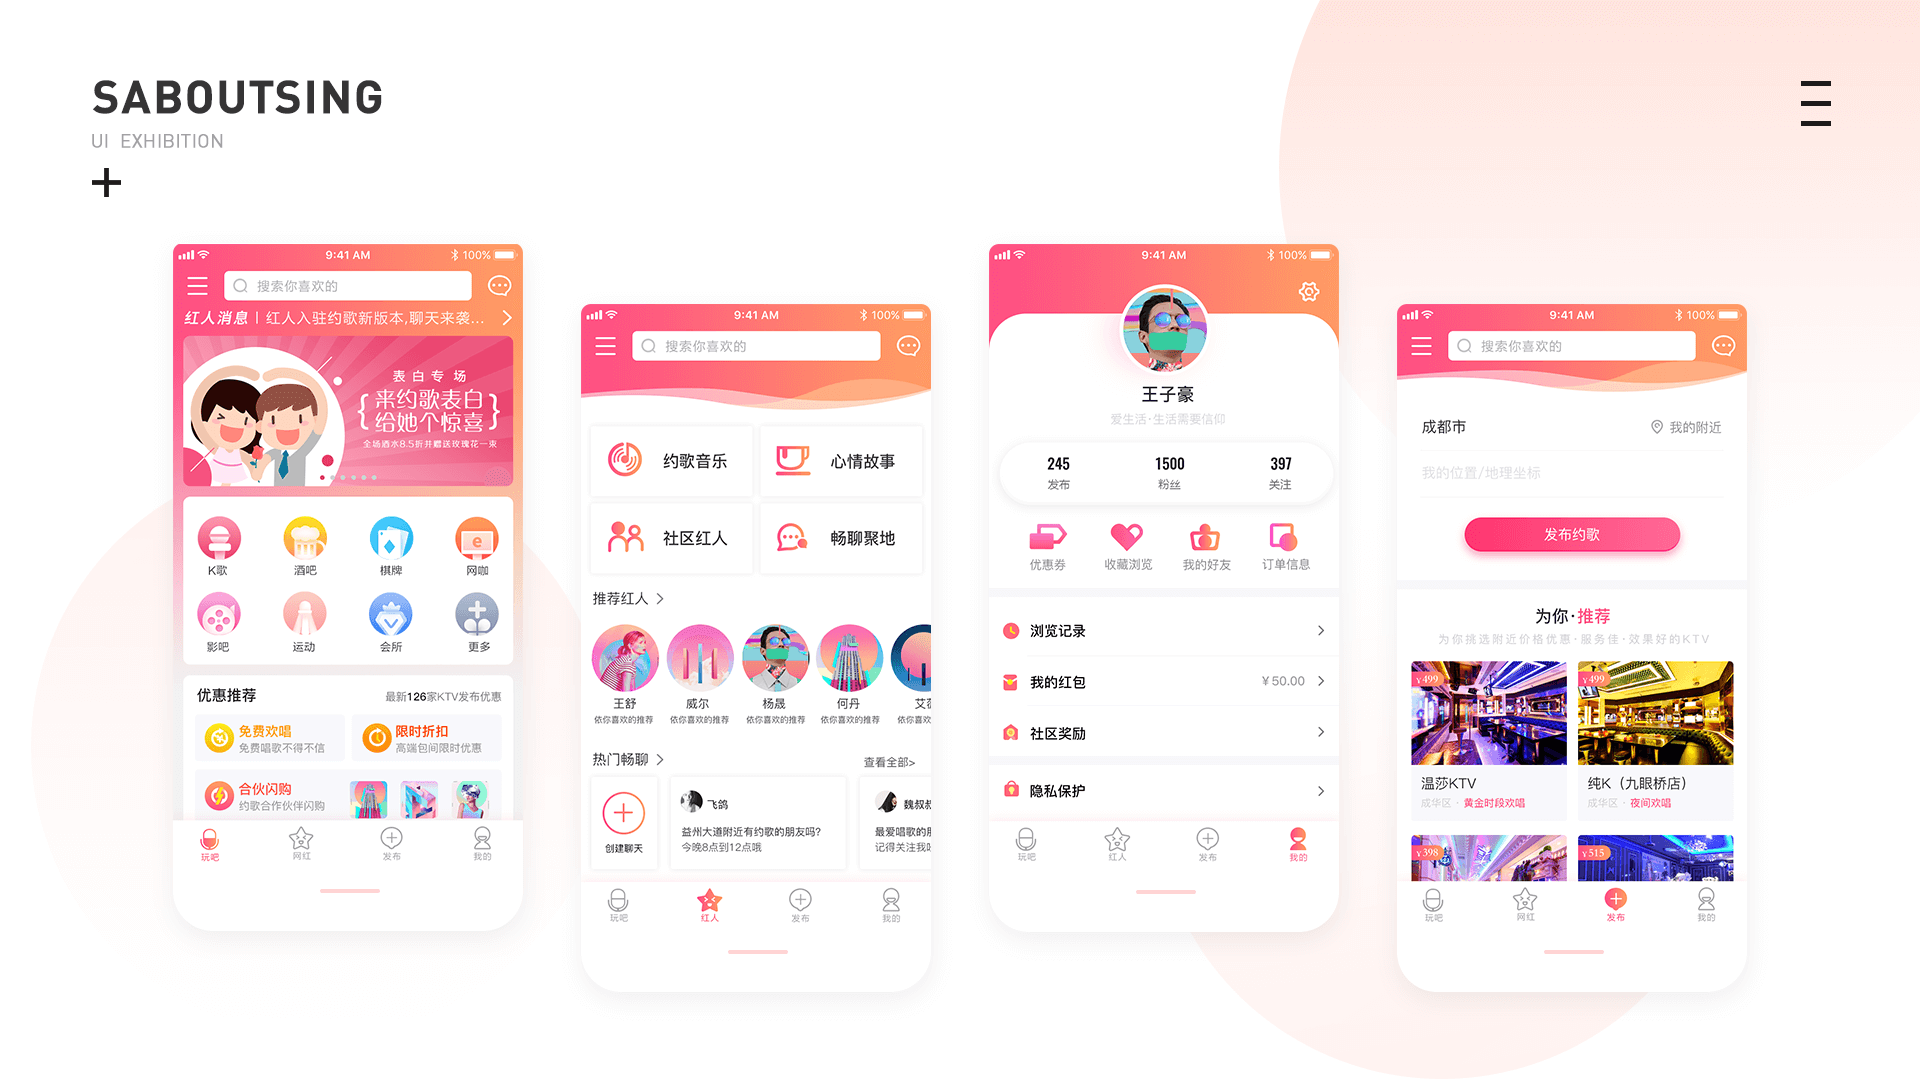 SABOUTSING
UI EXHIBITION
9:41 AM
100%
搜索你喜欢的
红人消息 | 红人入驻约歌新版本,聊天来袭...
表白专场
{来约歌表白
给她个惊喜}
全场酒水8.5折并赠送玫瑰花一束
K歌
酒吧
棋牌
网咖
影吧
运动
会所
更多
优惠推荐
最新126家KTV发布优惠
免费欢唱
免费唱歌不得不信
限时折扣
高端包间限时优惠
合伙闪购
约歌合作伙伴闪购
玩吧
网红
发布
我的
9:41 AM
100%
搜索你喜欢的
约歌音乐
心情故事
社区红人
畅聊聚地
推荐红人 >
王舒
威尔
杨晟
何丹
依你喜欢的推荐
依你喜欢的推荐
依你喜欢的推荐
依你喜欢的推荐
依你喜
热门畅聊 >
查看全部>
创建聊天
飞鸽
益州大道附近有约歌的朋友吗?
今晚8点到12点哦
魏叔叔
最爱唱歌的朋
记得关注我
玩吧
红人
发布
我的
9:41 AM
100%
王子豪
爱生活·生活需要信仰
245
1500
397
发布
粉丝
关注
优惠券
收藏浏览
我的好友
订单信息
浏览记录
我的红包
¥50.00
社区奖励
隐私保护
玩吧
红人
发布
我的
9:41 AM
100%
搜索你喜欢的
成都市
我的附近
我的位置/地理坐标
发布约歌
为你·推荐
为你挑选附近价格优惠·服务佳·效果好的KTV
¥499
¥499
温莎KTV
纯K（九眼桥店）
成华区 · 黄金时段欢唱
成华区 · 夜间欢唱
¥398
¥515
玩吧
网红
发布
我的